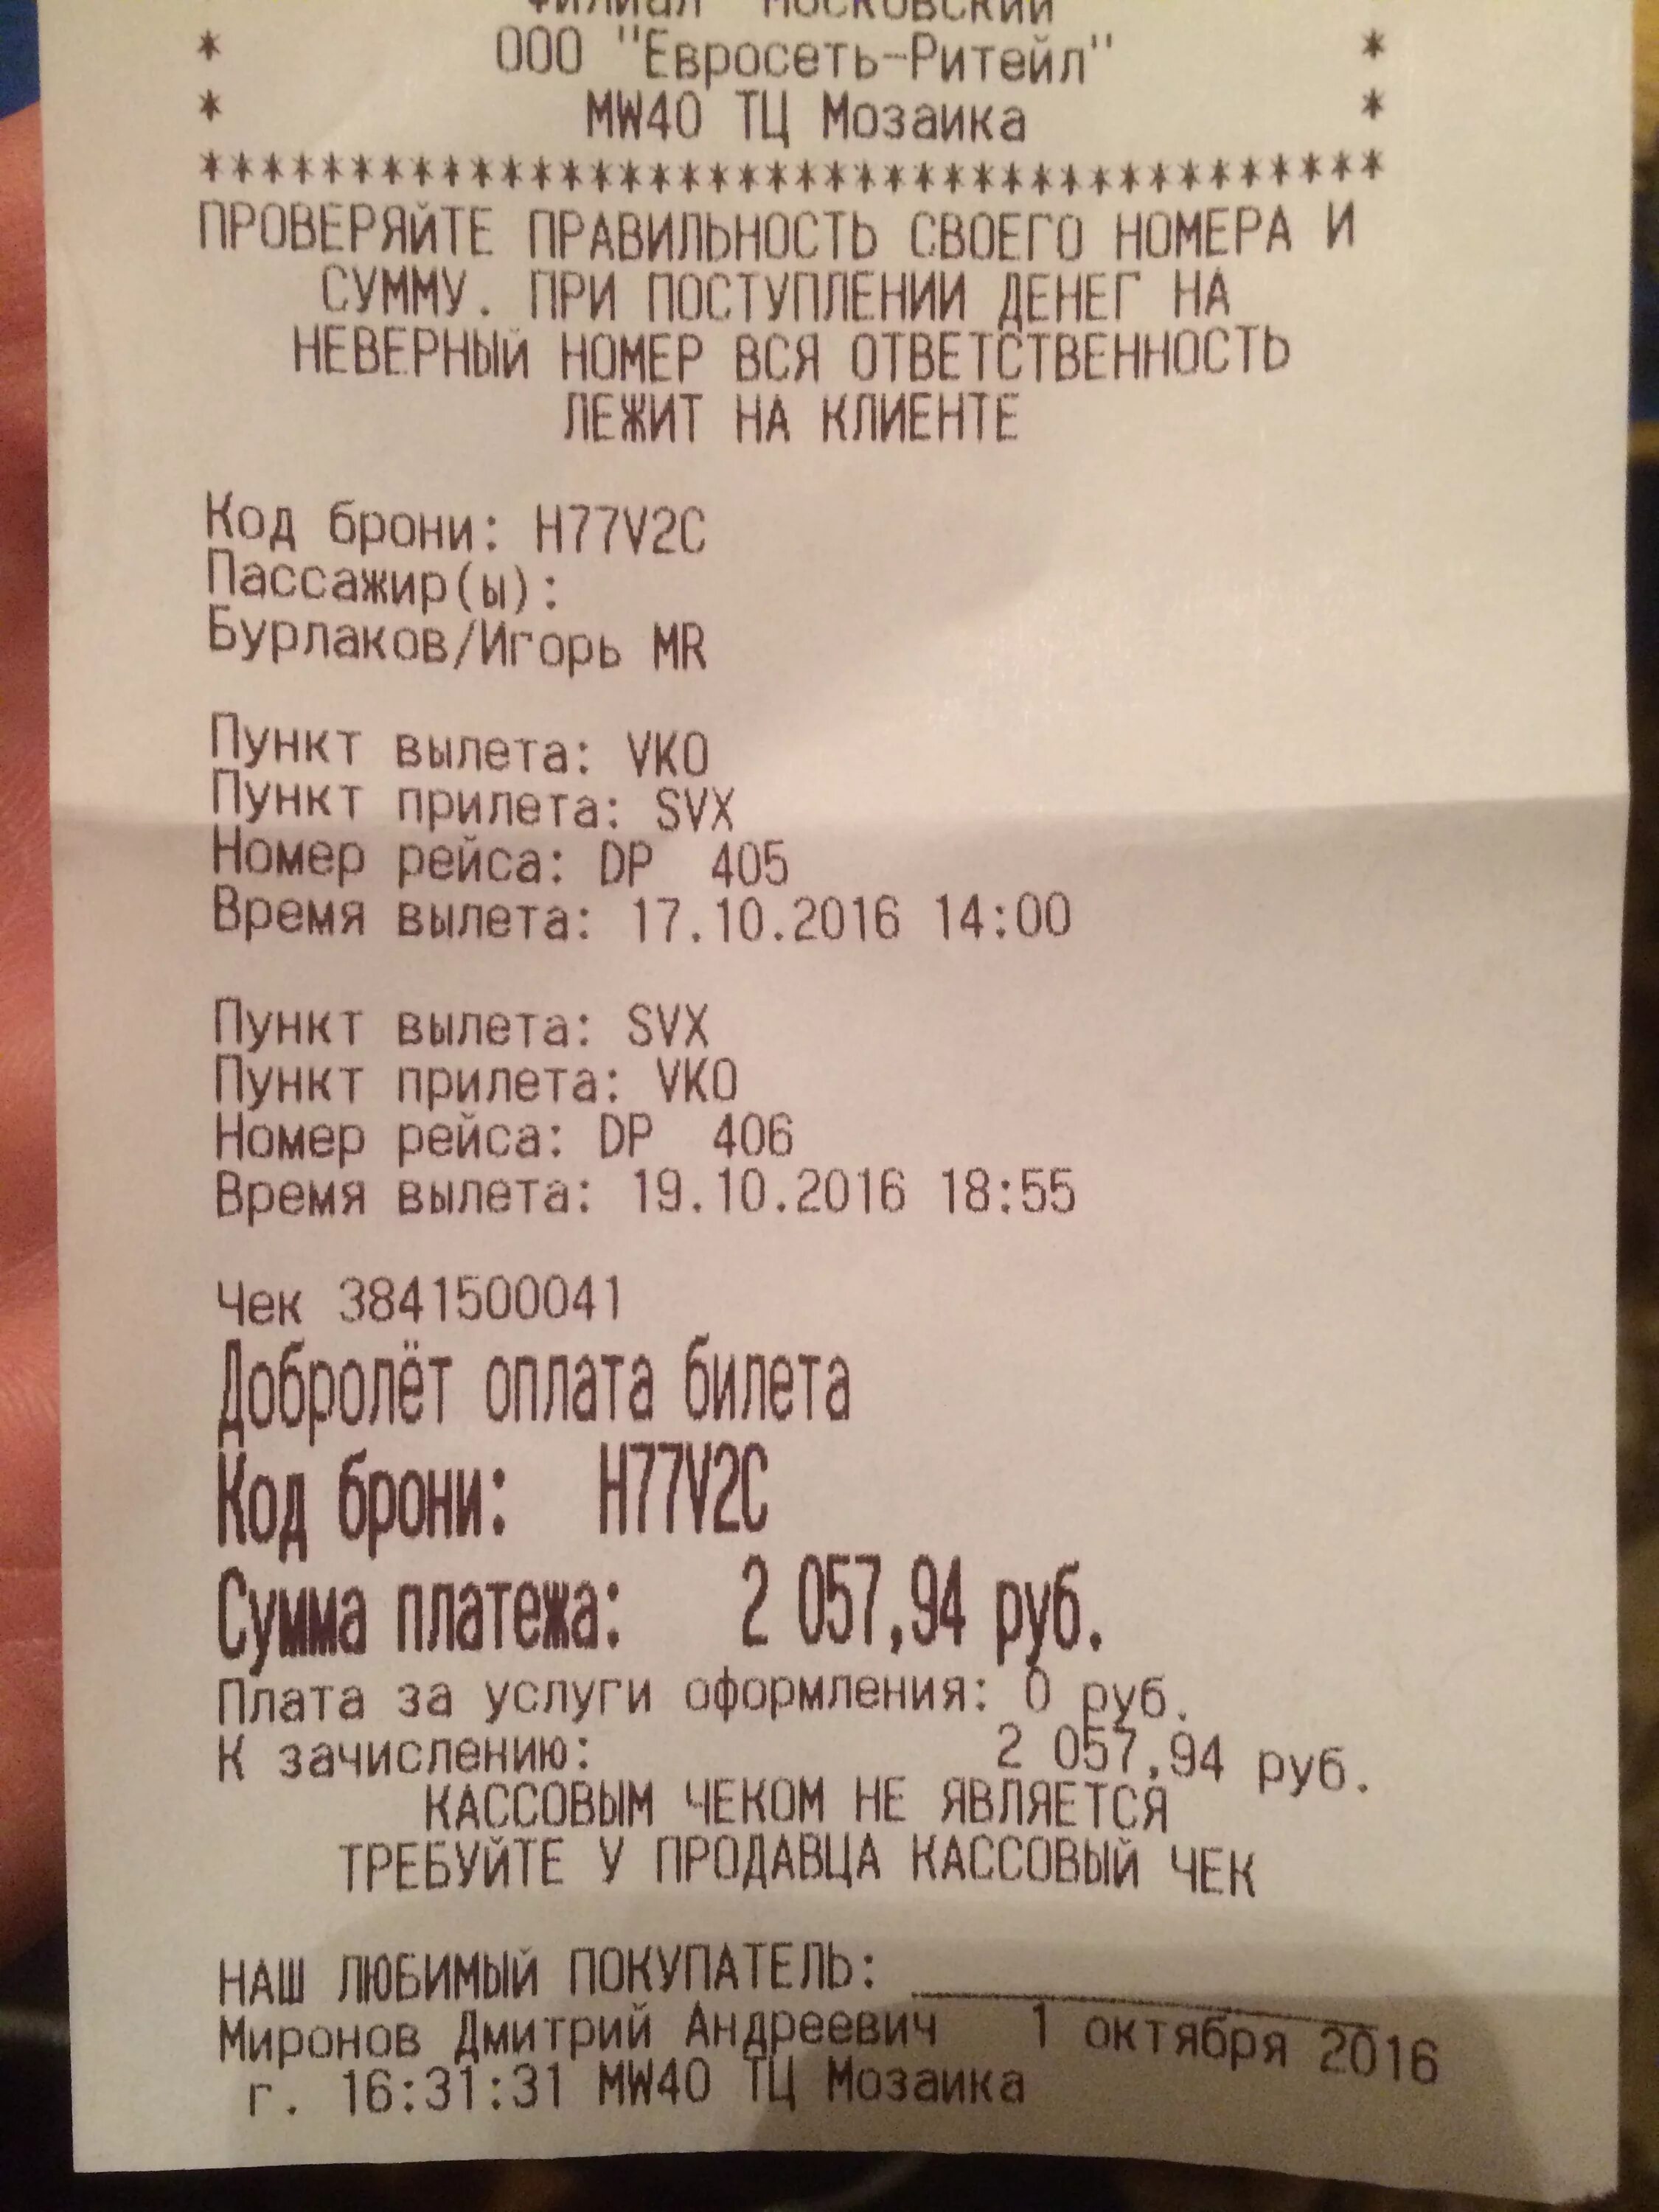 Филиал "Московский"
* ООО "Евросеть-Ритейл" *
* MW40 ТЦ Мозаика *
***************************************
ПРОВЕРЯЙТЕ ПРАВИЛЬНОСТЬ СВОЕГО НОМЕРА И
СУММУ. ПРИ ПОСТУПЛЕНИИ ДЕНЕГ НА
НЕВЕРНЫЙ НОМЕР ВСЯ ОТВЕТСТВЕННОСТЬ
ЛЕЖИТ НА КЛИЕНТЕ
Код брони: H77V2C
Пассажир(ы):
Бурлаков/Игорь MR
Пункт вылета: VKO
Пункт прилета: SVX
Номер рейса: DP 405
Время вылета: 17.10.2016 14:00
Пункт вылета: SVX
Пункт прилета: VKO
Номер рейса: DP 406
Время вылета: 19.10.2016 18:55
Чек 3841500041
Добролёт оплата билета
Код брони: H77V2C
Сумма платежа: 2 057,94 руб.
Плата за услуги оформления: 0 руб.
К зачислению: 2 057,94 руб.
КАССОВЫМ ЧЕКОМ НЕ ЯВЛЯЕТСЯ
ТРЕБУЙТЕ У ПРОДАВЦА КАССОВЫЙ ЧЕК
НАШ ЛЮБИМЫЙ ПОКУПАТЕЛЬ: ________________
Миронов Дмитрий Андреевич 1 октября 2016
г. 16:31:31 MW40 ТЦ Мозаика